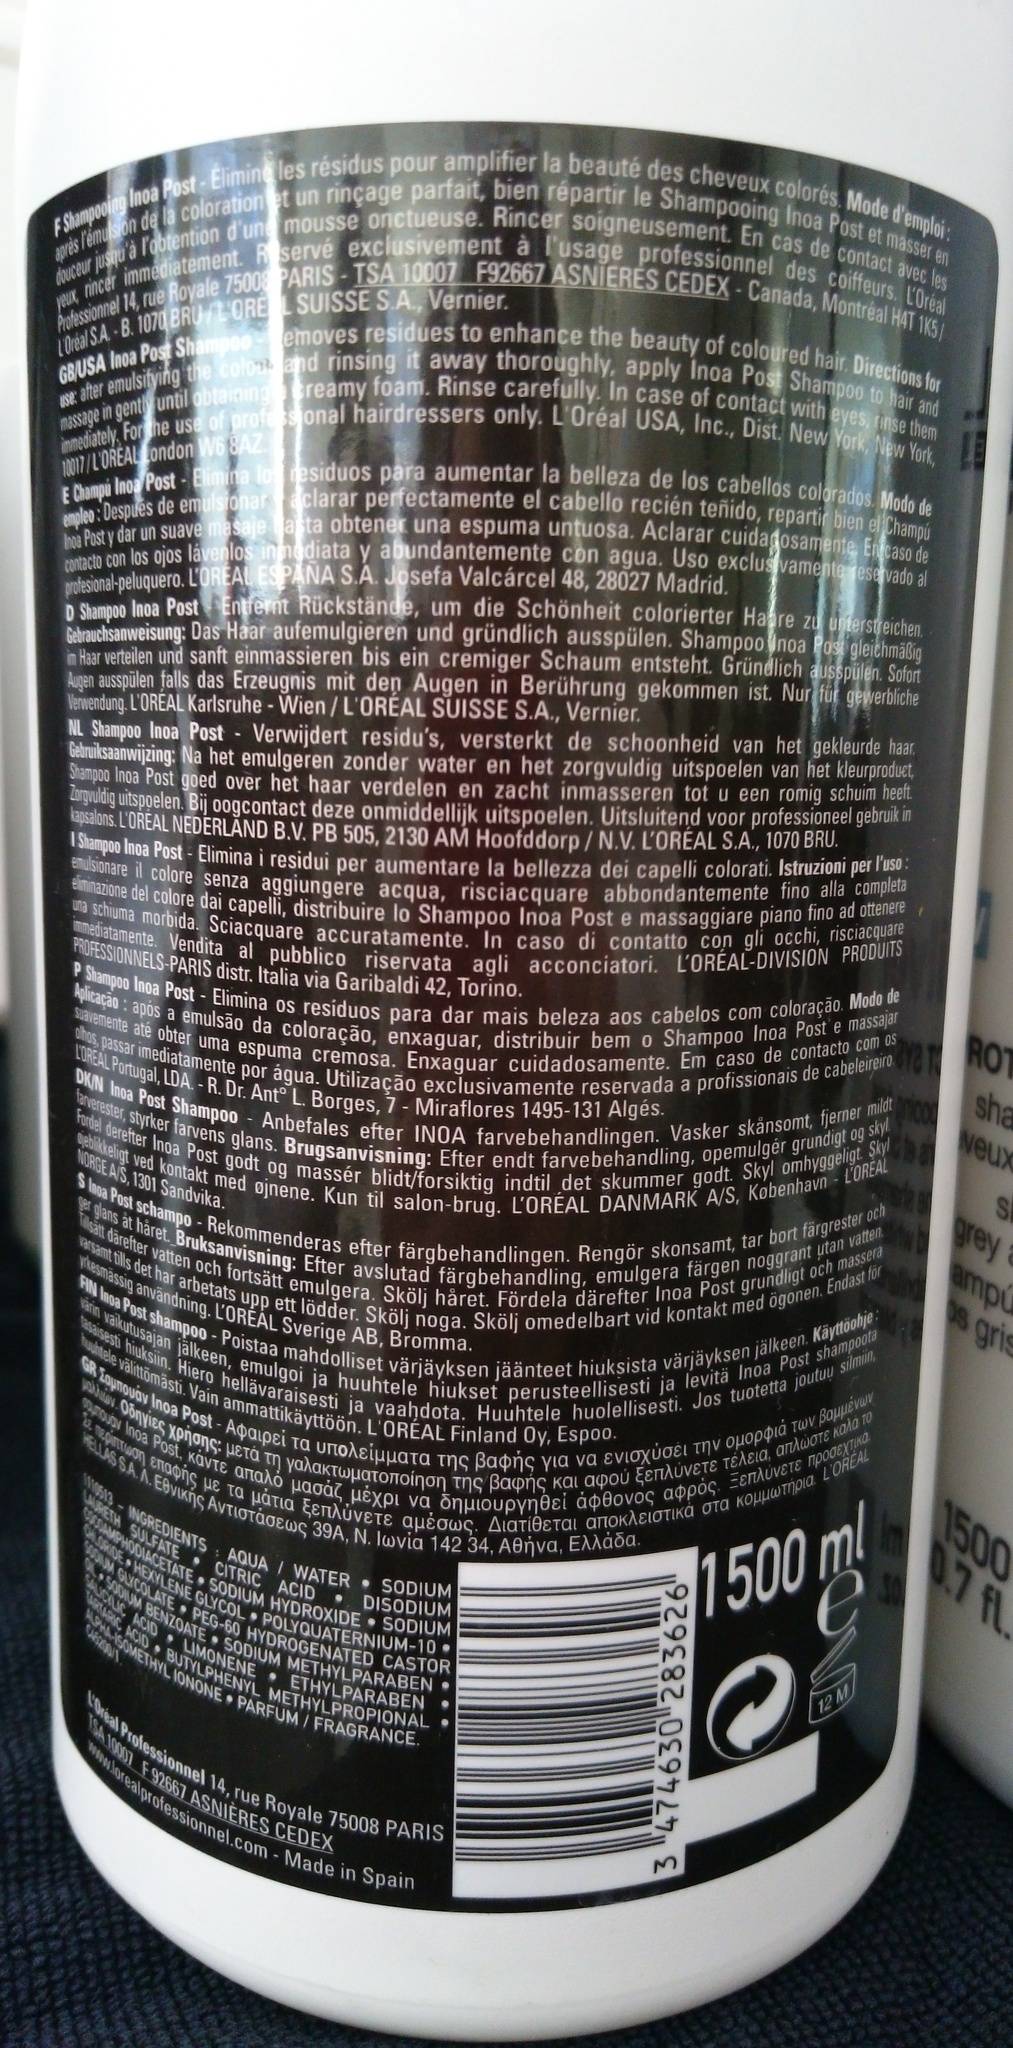 F Shampooing Inoa Post - Élimine les résidus pour amplifier la beauté des cheveux colorés. Mode d'emploi :
après l'émulsion de la coloration et un rinçage parfait, bien répartir le Shampooing Inoa Post et masser en
douceur jusqu'à l'obtention d'une mousse onctueuse. Rincer soigneusement. En cas de contact avec les
yeux, rincer immédiatement. Réservé exclusivement à l'usage professionnel des coiffeurs. L'Oréal
Professionnel 14, rue Royale 75008 PARIS - TSA 10007 F92667 ASNIÈRES CEDEX - Canada, Montréal H4T 1K5 /
L'Oréal S.A. - B. 1070 BRU / L'ORÉAL SUISSE S.A., Vernier.
GB/USA Inoa Post Shampoo - Removes residues to enhance the beauty of coloured hair. Directions for
use: after emulsifying the colour and rinsing it away thoroughly, apply Inoa Post Shampoo to hair and
massage in gently until obtaining a creamy foam. Rinse carefully. In case of contact with eyes, rinse them
immediately. For the use of professional hairdressers only. L'Oréal USA, Inc., Dist. New York, New York,
10017 / L'ORÉAL London W6 8AZ.
E Champú Inoa Post - Elimina los residuos para aumentar la belleza de los cabellos colorados. Modo de
empleo : Después de emulsionar y aclarar perfectamente el cabello recién teñido, repartir bien el Champú
Inoa Post y dar un suave masaje hasta obtener una espuma untuosa. Aclarar cuidadosamente. En caso de
contacto con los ojos lávenlos inmediata y abundantemente con agua. Uso exclusivamente reservado al
profesional-peluquero. L'ORÉAL ESPAÑA S.A. Josefa Valcárcel 48, 28027 Madrid.
D Shampoo Inoa Post - Entfernt Rückstände, um die Schönheit colorierter Haare zu unterstreichen.
Gebrauchsanweisung: Das Haar aufemulgieren und gründlich ausspülen. Shampoo Inoa Post gleichmäßig
im Haar verteilen und sanft einmassieren bis ein cremiger Schaum entsteht. Gründlich ausspülen. Sofort
Augen ausspülen falls das Erzeugnis mit den Augen in Berührung gekommen ist. Nur für gewerbliche
Verwendung. L'ORÉAL Karlsruhe - Wien / L'ORÉAL SUISSE S.A., Vernier.
NL Shampoo Inoa Post - Verwijdert residu's, versterkt de schoonheid van het gekleurde haar.
Gebruiksaanwijzing: Na het emulgeren zonder water en het zorgvuldig uitspoelen van het kleurproduct,
Shampoo Inoa Post goed over het haar verdelen en zacht inmasseren tot u een romig schuim heeft.
Zorgvuldig uitspoelen. Bij oogcontact deze onmiddellijk uitspoelen. Uitsluitend voor professioneel gebruik in
kapsalons. L'ORÉAL NEDERLAND B.V. PB 505, 2130 AM Hoofddorp / N.V. L'ORÉAL S.A., 1070 BRU.
I Shampoo Inoa Post - Elimina i residui per aumentare la bellezza dei capelli colorati. Istruzioni per l'uso :
emulsionare il colore senza aggiungere acqua, risciacquare abbondantemente fino alla completa
eliminazione del colore dai capelli, distribuire lo Shampoo Inoa Post e massaggiare piano fino ad ottenere
una schiuma morbida. Sciacquare accuratamente. In caso di contatto con gli occhi, risciacquare
immediatamente. Vendita al pubblico riservata agli acconciatori. L'ORÉAL-DIVISION PRODUITS
PROFESSIONNELS-PARIS distr. Italia via Garibaldi 42, Torino.
P Shampoo Inoa Post - Elimina os resíduos para dar mais beleza aos cabelos com coloração. Modo de
Aplicação : após a emulsão da coloração, enxaguar, distribuir bem o Shampoo Inoa Post e massajar
suavemente até obter uma espuma cremosa. Enxaguar cuidadosamente. Em caso de contacto com os
olhos, passar imediatamente por água. Utilização exclusivamente reservada a profissionais de cabeleireiro.
L'ORÉAL Portugal, LDA. - R. Dr. Ant° L. Borges, 7 - Miraflores 1495-131 Algés.
DK/N Inoa Post Shampoo - Anbefales efter INOA farvebehandlingen. Vasker skånsomt, fjerner mildt
farverester, styrker farvens glans. Brugsanvisning: Efter endt farvebehandling, opemulgér grundigt og skyl.
Fordel derefter Inoa Post godt og massér blidt/forsiktig indtil det skummer godt. Skyl omhyggeligt. Skyl
øjeblikkeligt ved kontakt med øjnene. Kun til salon-brug. L'ORÉAL DANMARK A/S, København - L'ORÉAL
NORGE A/S, 1301 Sandvika.
S Inoa Post schampo - Rekommenderas efter färgbehandlingen. Rengör skonsamt, tar bort färgrester och
ger glans åt håret. Bruksanvisning: Efter avslutad färgbehandling, emulgera färgen noggrant utan vatten.
Tillsätt därefter vatten och fortsätt emulgera. Skölj håret. Fördela därefter Inoa Post grundligt och massera
varsamt tills det har arbetats upp ett lödder. Skölj noga. Skölj omedelbart vid kontakt med ögonen. Endast för
yrkesmässig användning. L'ORÉAL Sverige AB, Bromma.
FIN Inoa Post shampoo - Poistaa mahdolliset värjäyksen jäänteet hiuksista värjäyksen jälkeen. Käyttöohje :
värin vaikutusajan jälkeen, emulgoi ja huuhtele hiukset perusteellisesti ja levitä Inoa Post shampoota
tasaisesti hiuksiin. Hiero hellävaraisesti ja vaahdota. Huuhtele huolellisesti. Jos tuotetta joutuu silmiin,
huuhtele välittömästi. Vain ammattikäyttöön. L'ORÉAL Finland Oy, Espoo.
GR Σαμπουάν Inoa Post - Αφαιρεί τα υπολείμματα της βαφής για να ενισχύσει την ομορφιά των βαμμένων
μαλλιών. Οδηγίες χρήσης: μετά τη γαλακτωματοποίηση της βαφής και αφού ξεπλύνετε τέλεια, απλώστε καλά το
σαμπουάν Inoa Post, κάντε απαλό μασάζ μέχρι να δημιουργηθεί άφθονος αφρός. Ξεπλύνετε προσεχτικά.
Σε περίπτωση επαφής με τα μάτια ξεπλύνετε αμέσως. Διατίθεται αποκλειστικά στα κομμωτήρια. L'ORÉAL
HELLAS S.A. Λ. Εθνικής Αντιστάσεως 39Α, Ν. Ιωνία 142 34, Αθήνα, Ελλάδα.
INGREDIENTS : AQUA / WATER • SODIUM
LAURETH SULFATE • CITRIC ACID • DISODIUM
COCOAMPHODIACETATE • SODIUM HYDROXIDE • SODIUM
CHLORIDE • HEXYLENE GLYCOL • POLYQUATERNIUM-10 •
SODIUM GLYCOLATE • PEG-60 HYDROGENATED CASTOR
OIL • SODIUM BENZOATE • SODIUM METHYLPARABEN •
SALICYLIC ACID • LIMONENE • ETHYLPARABEN •
TARTARIC ACID • BUTYLPHENYL METHYLPROPIONAL •
ALPHA-ISOMETHYL IONONE • PARFUM / FRAGRANCE.
L'Oréal Professionnel 14, rue Royale 75008 PARIS
TSA 10007 F 92667 ASNIÈRES CEDEX
www.lorealprofessionnel.com - Made in Spain
3 474630 283626
1500 ml e
12 M
ROT
sha
veux
grey
ampú
gris
1500
0.7 fl.